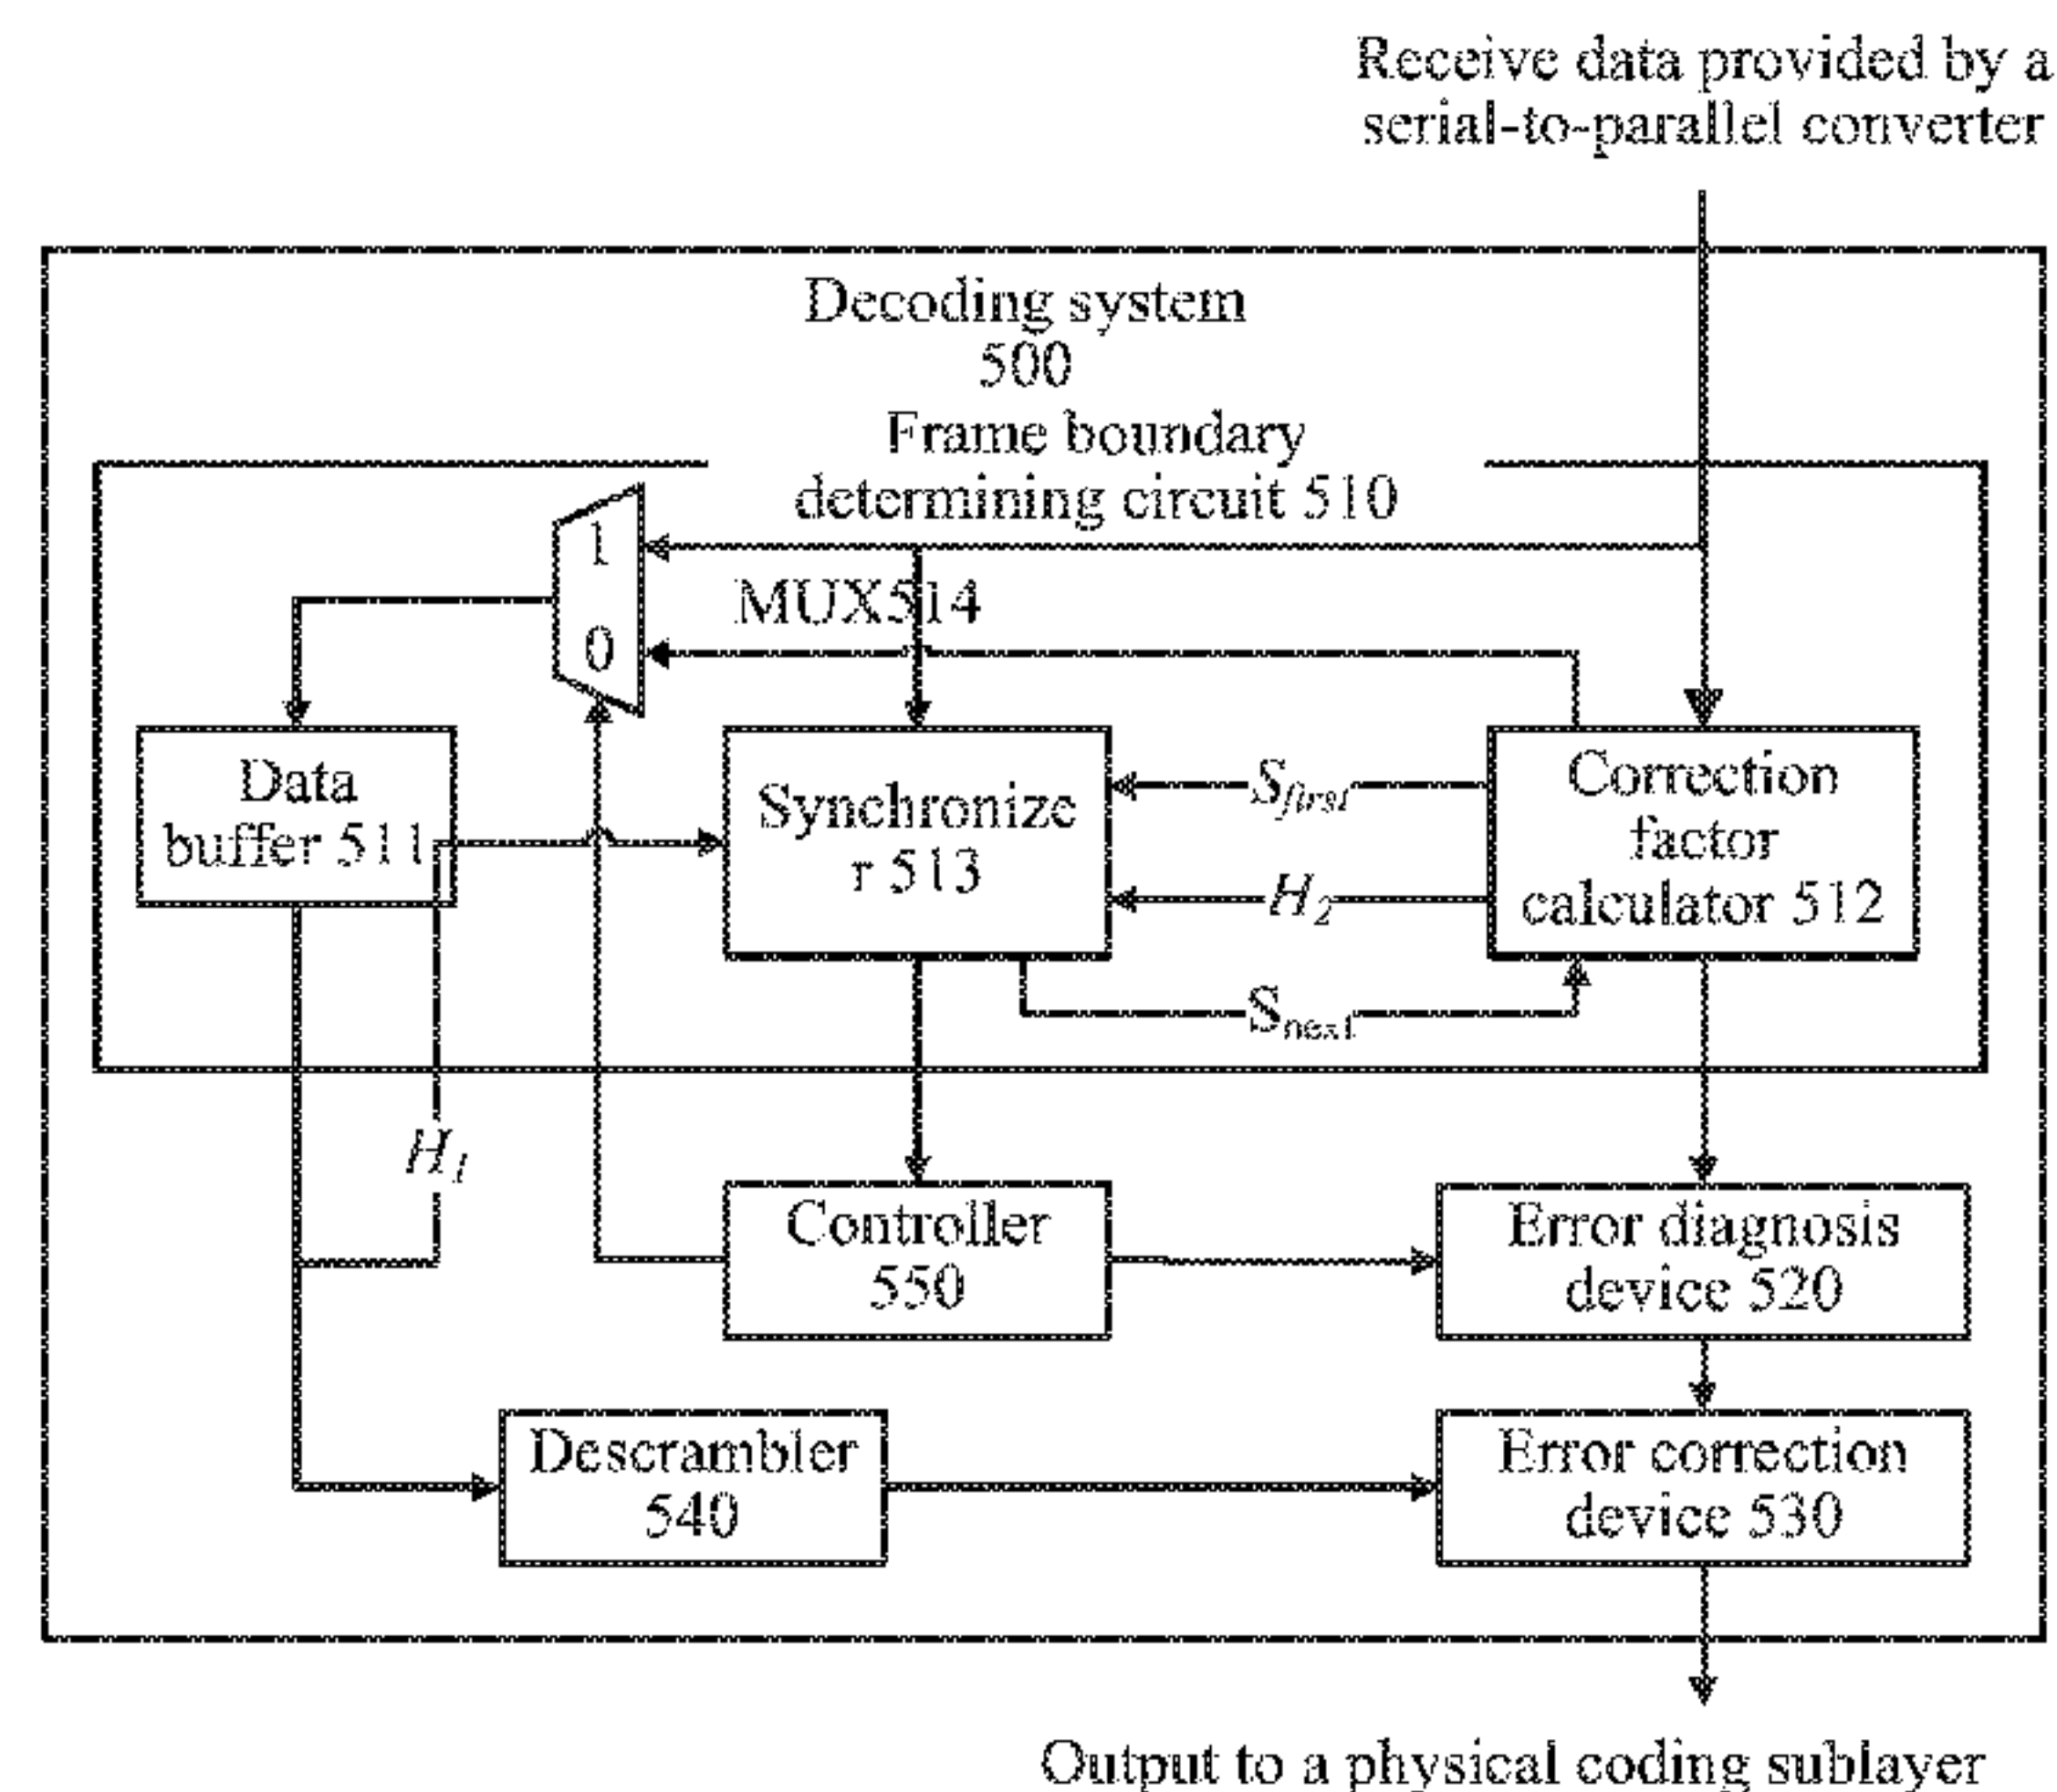 Receive data provided by a
serial-to-parallel converter
Decoding system
500
Frame boundary
determining circuit 510
1
MUX514
0
Data
buffer 511
Synchronize
r 513
S_first
H_2
S_next
Correction
factor
calculator 512
H_1
Controller
550
Error diagnosis
device 520
Descrambler
540
Error correction
device 530
Output to a physical coding sublayer